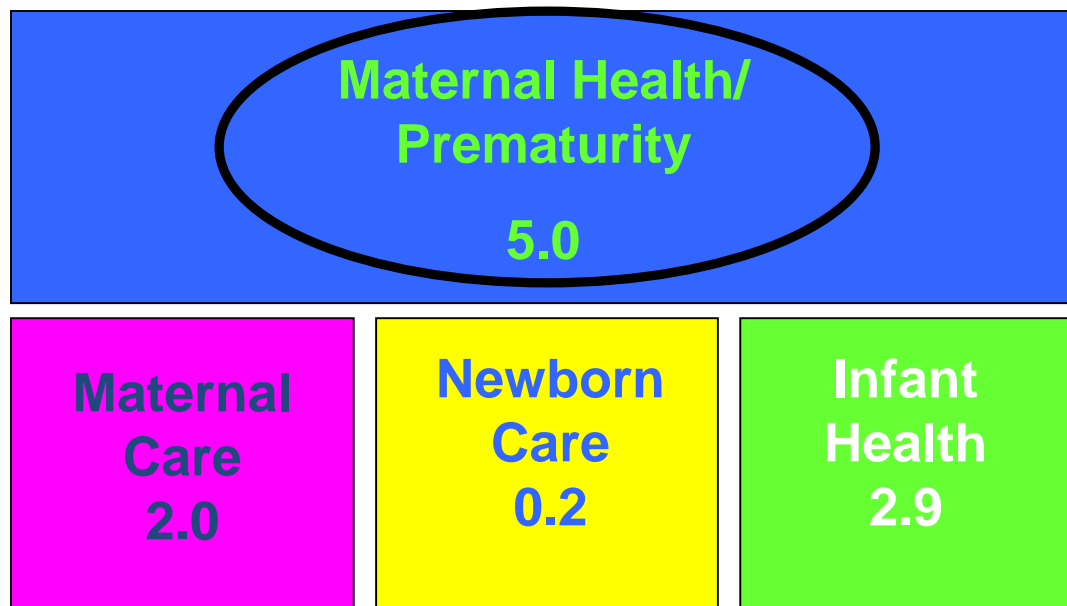 Maternal Health/
Prematurity
5.0
Maternal
Care
2.0
Newborn
Care
0.2
Infant
Health
2.9